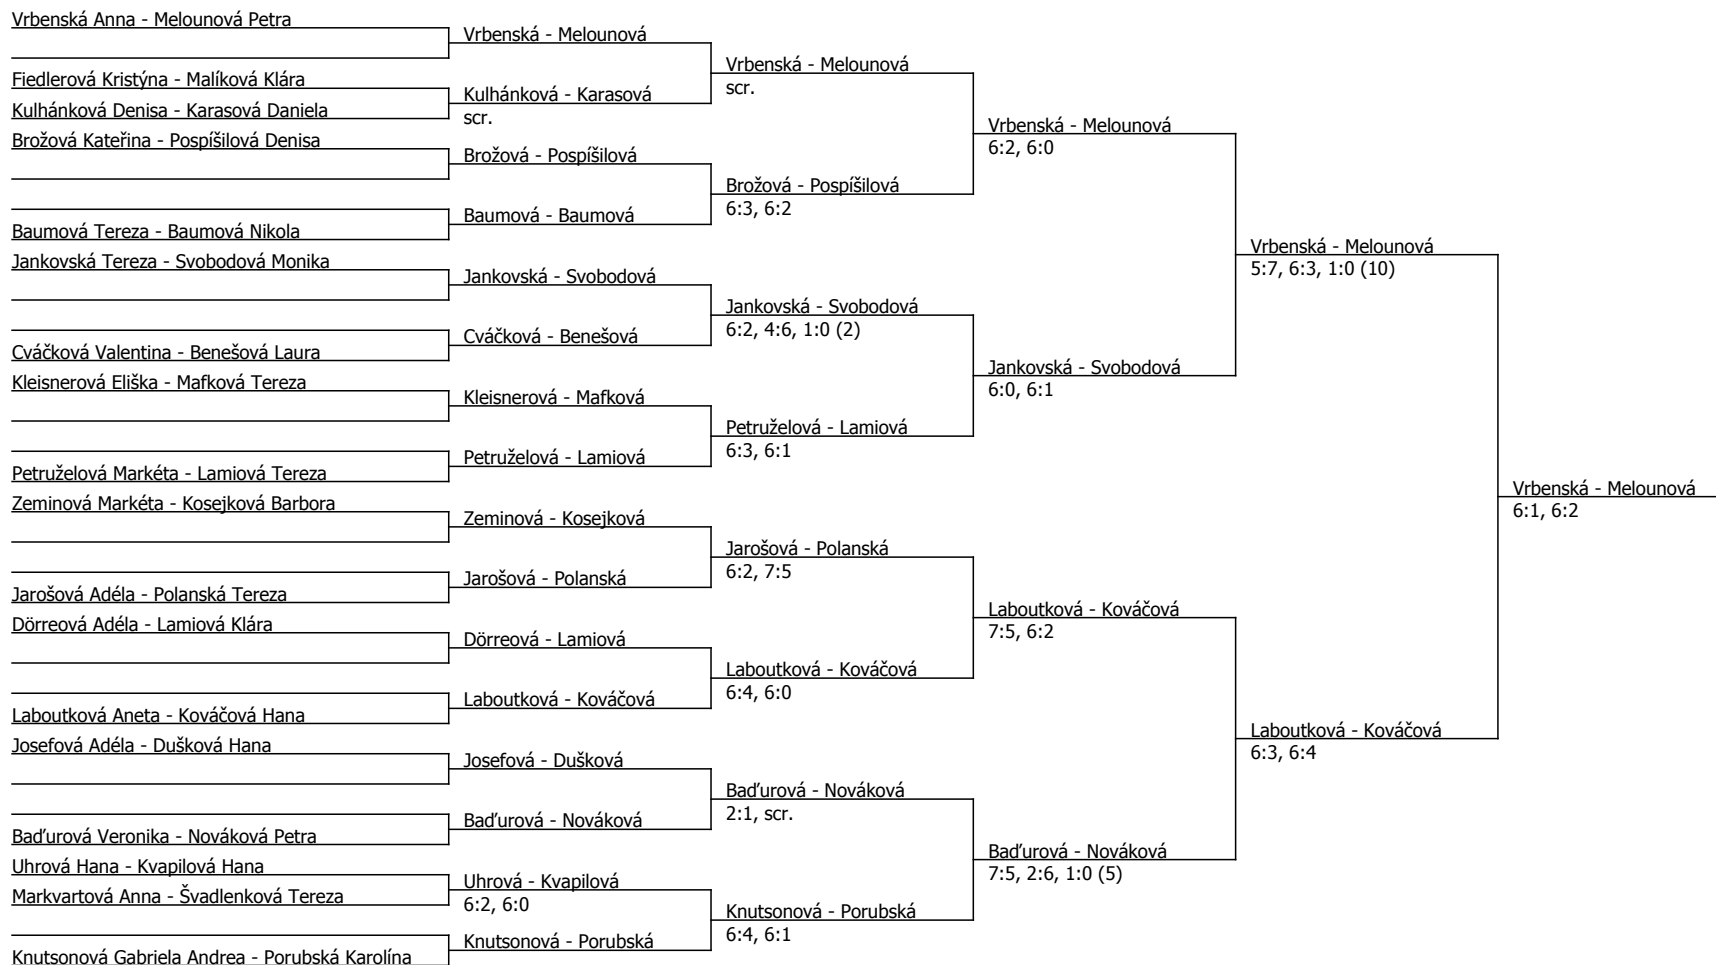 Vrbenská Anna - Melounová Petra
Fiedlerová Kristýna - Malíková Klára
Kulhánková Denisa - Karasová Daniela
Brožová Kateřina - Pospíšilová Denisa
Baumová Tereza - Baumová Nikola
Jankovská Tereza - Svobodová Monika
Cváčková Valentina - Benešová Laura
Kleisnerová Eliška - Mafková Tereza
Petruželová Markéta - Lamiová Tereza
Zeminová Markéta - Kosejková Barbora
Jarošová Adéla - Polanská Tereza
Dörreová Adéla - Lamiová Klára
Laboutková Aneta - Kováčová Hana
Josefová Adéla - Dušková Hana
Baďurová Veronika - Nováková Petra
Uhrová Hana - Kvapilová Hana
Markvartová Anna - Švadlenková Tereza
Knutsonová Gabriela Andrea - Porubská Karolína
Vrbenská - Melounová
Kulhánková - Karasová
scr.
Brožová - Pospíšilová
Baumová - Baumová
Jankovská - Svobodová
Cváčková - Benešová
Kleisnerová - Mafková
Petruželová - Lamiová
Zeminová - Kosejková
Jarošová - Polanská
Dörreová - Lamiová
Laboutková - Kováčová
Josefová - Dušková
Baďurová - Nováková
Uhrová - Kvapilová
6:2, 6:0
Knutsonová - Porubská
Vrbenská - Melounová
scr.
Brožová - Pospíšilová
6:3, 6:2
Jankovská - Svobodová
6:2, 4:6, 1:0 (2)
Petruželová - Lamiová
6:3, 6:1
Jarošová - Polanská
6:2, 7:5
Laboutková - Kováčová
6:4, 6:0
Baďurová - Nováková
2:1, scr.
Knutsonová - Porubská
6:4, 6:1
Vrbenská - Melounová
6:2, 6:0
Jankovská - Svobodová
6:0, 6:1
Laboutková - Kováčová
7:5, 6:2
Baďurová - Nováková
7:5, 2:6, 1:0 (5)
Vrbenská - Melounová
5:7, 6:3, 1:0 (10)
Laboutková - Kováčová
6:3, 6:4
Vrbenská - Melounová
6:1, 6:2